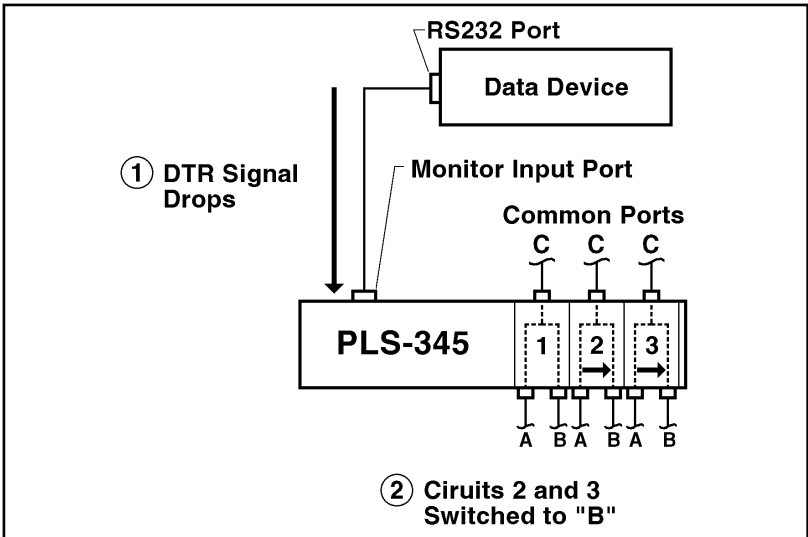 RS232 Port
Data Device
1 DTR Signal
Drops
Monitor Input Port
Common Ports
C C C
PLS-345 1 2 3
A B A B A B
2 Ciruits 2 and 3
Switched to "B"